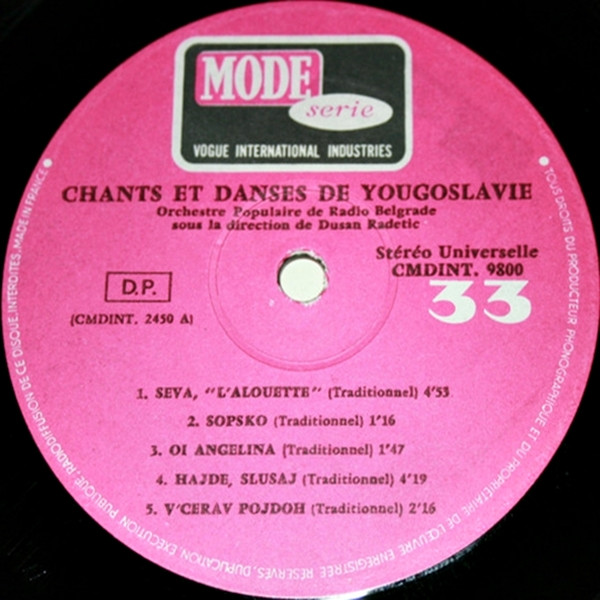 MODE
serie
VOGUE INTERNATIONAL INDUSTRIES
CHANTS ET DANSES DE YOUGOSLAVIE
Orchestre Populaire de Radio Belgrade
sous la direction de Dusan Radetic
Stéréo Universelle
CMDINT. 9800
33
D.P.
(CMDINT. 2450 A)
1. SEVA, "L'ALOUETTE" (Traditionnel) 4'53
2. SOPSKO (Traditionnel) 1'16
3. OI ANGELINA (Traditionnel) 1'47
4. HAJDE, SLUSAJ (Traditionnel) 4'19
5. V'CERAV POJDOH (Traditionnel) 2'16
TOUS DROITS DU PRODUCTEUR PHONOGRAPHIQUE ET DU PROPRIETAIRE DE L'ŒUVRE ENREGISTREE RESERVES. DUPLICATION, EXECUTION PUBLIQUE, RADIODIFFUSION DE CE DISQUE INTERDITES. MADE IN FRANCE